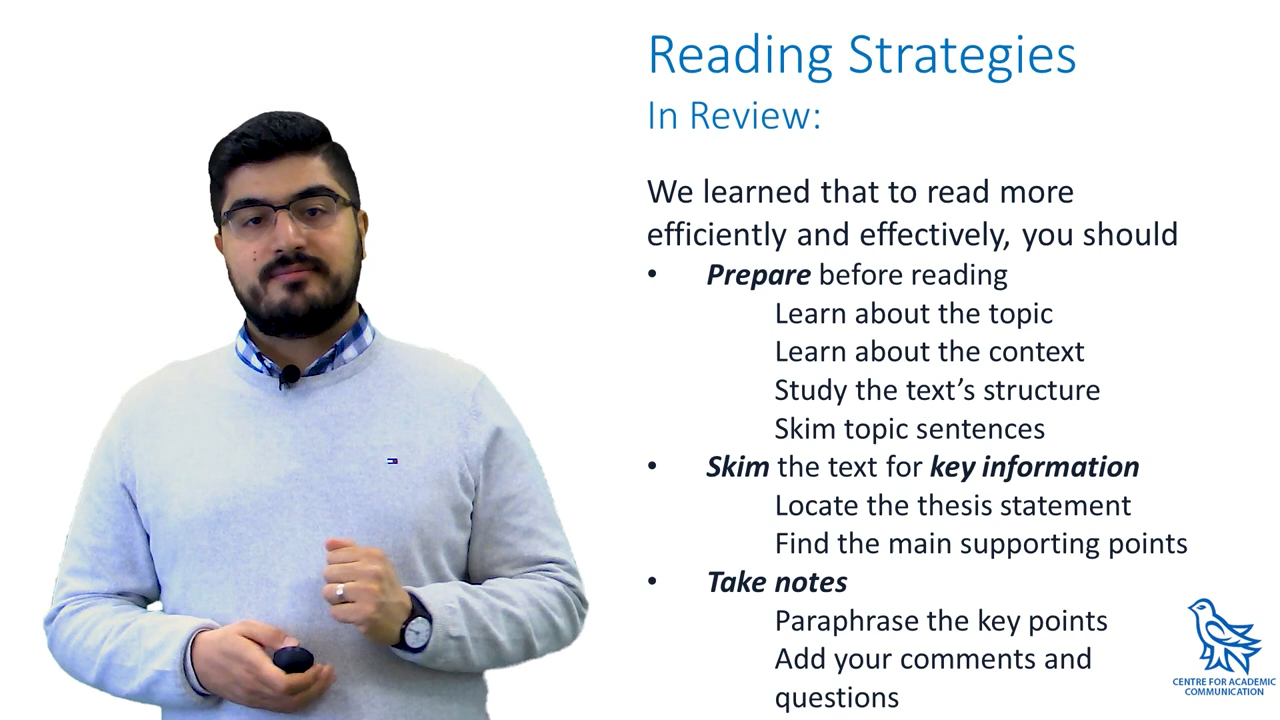 Reading Strategies
In Review:
We learned that to read more
efficiently and effectively, you should
• Prepare before reading
Learn about the topic
Learn about the context
Study the text’s structure
Skim topic sentences
• Skim the text for key information
Locate the thesis statement
Find the main supporting points
• Take notes
Paraphrase the key points
Add your comments and
questions
CENTRE FOR ACADEMIC
COMMUNICATION